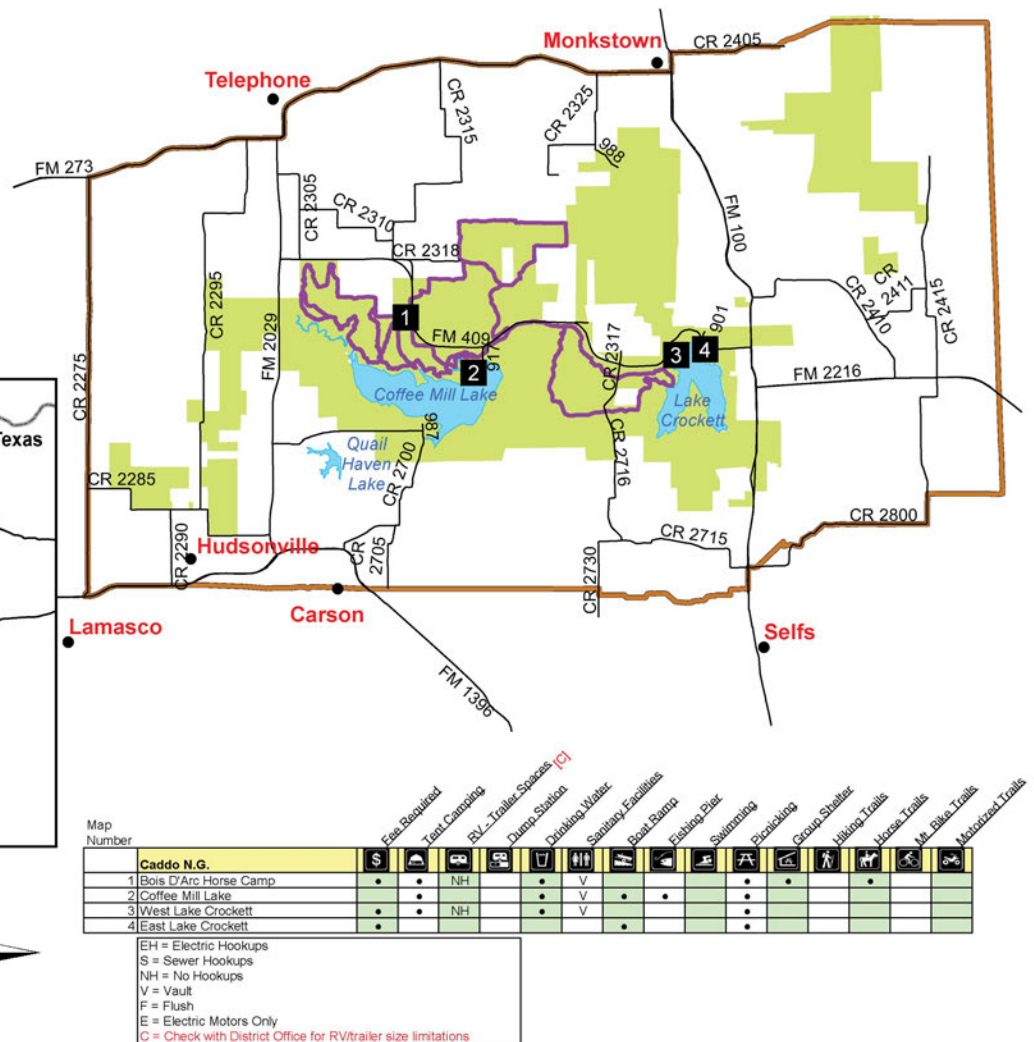 Monkstown
CR 2405
Telephone
CR 2315
CR 2325
988
FM 273
CR 2305
CR 2310
CR 2318
FM 100
CR 2411
CR 2410
CR 2415
CR 2295
FM 2029
CR 2275
1
FM 409
917
2
CR 2317
3
4
901
FM 2216
Coffee Mill Lake
Lake
Crockett
987
Quail
Haven
Lake
CR 2700
CR 2716
Texas
CR 2285
CR 2290
Hudsonville
CR
2705
CR 2715
CR 2800
CR 2730
Carson
Lamasco
Selfs
FM 1396
Map
Number
Fee Required
Tent Camping
RV - Trailer Spaces [C]
Dump Station
Drinking Water
Sanitary Facilities
Boat Ramp
Fishing Pier
Swimming
Picnicking
Group Shelter
Hiking Trails
Horse Trails
Mt. Bike Trails
Motorized Trails
Caddo N.G. $
1 Bois D'Arc Horse Camp • • NH • V • • •
2 Coffee Mill Lake • • V • • •
3 West Lake Crockett • • NH • V •
4 East Lake Crockett • • •
EH = Electric Hookups
S = Sewer Hookups
NH = No Hookups
V = Vault
F = Flush
E = Electric Motors Only
C = Check with District Office for RV/trailer size limitations